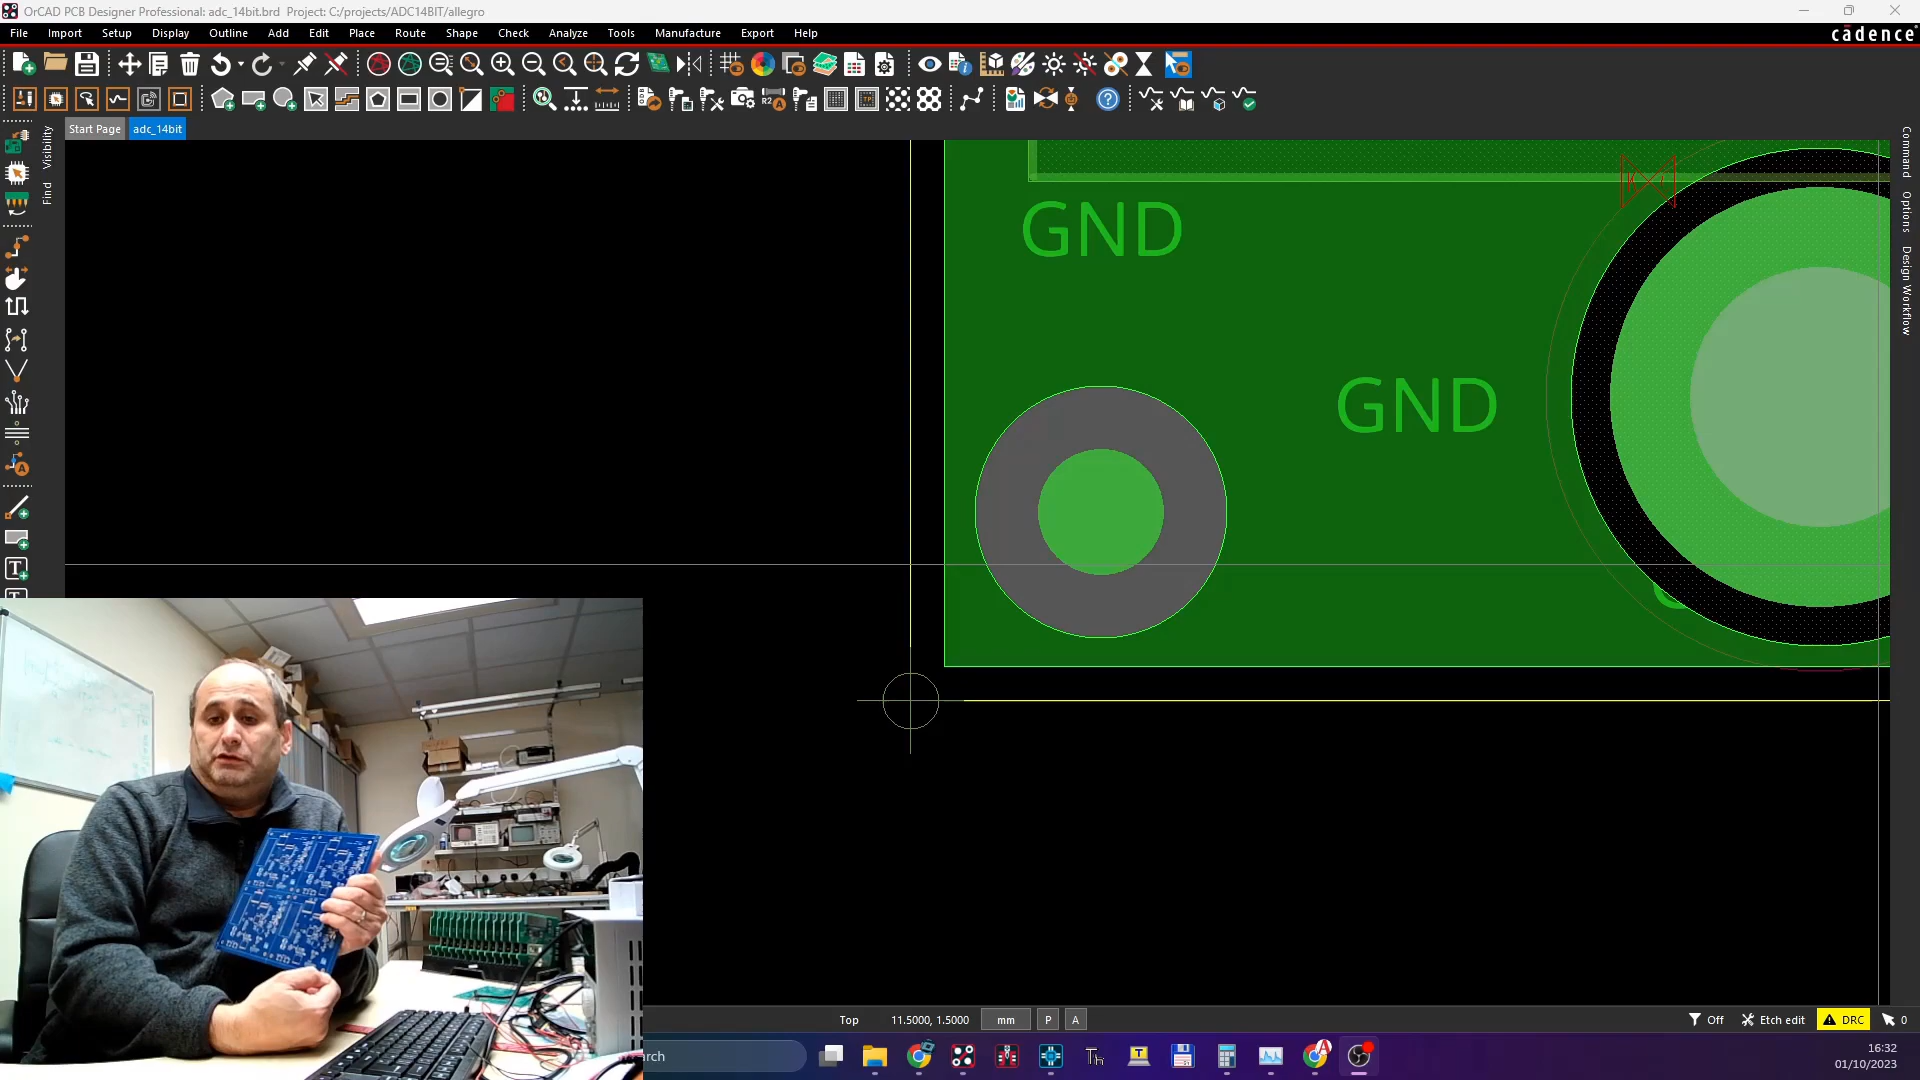 OrCAD PCB Designer Professional: adc_14bit.brd Project: C:/projects/ADC14BIT/allegro
File Import Setup Display Outline Add Edit Place Route Shape Check Analyze Tools Manufacture Export Help
cādence
Start Page adc_14bit
Visibility
Find
Command
Options
Design Workflow
GND
GND
Top 11.5000, 1.5000 mm P A
Off Etch edit DRC 0
arch
16:32
01/10/2023